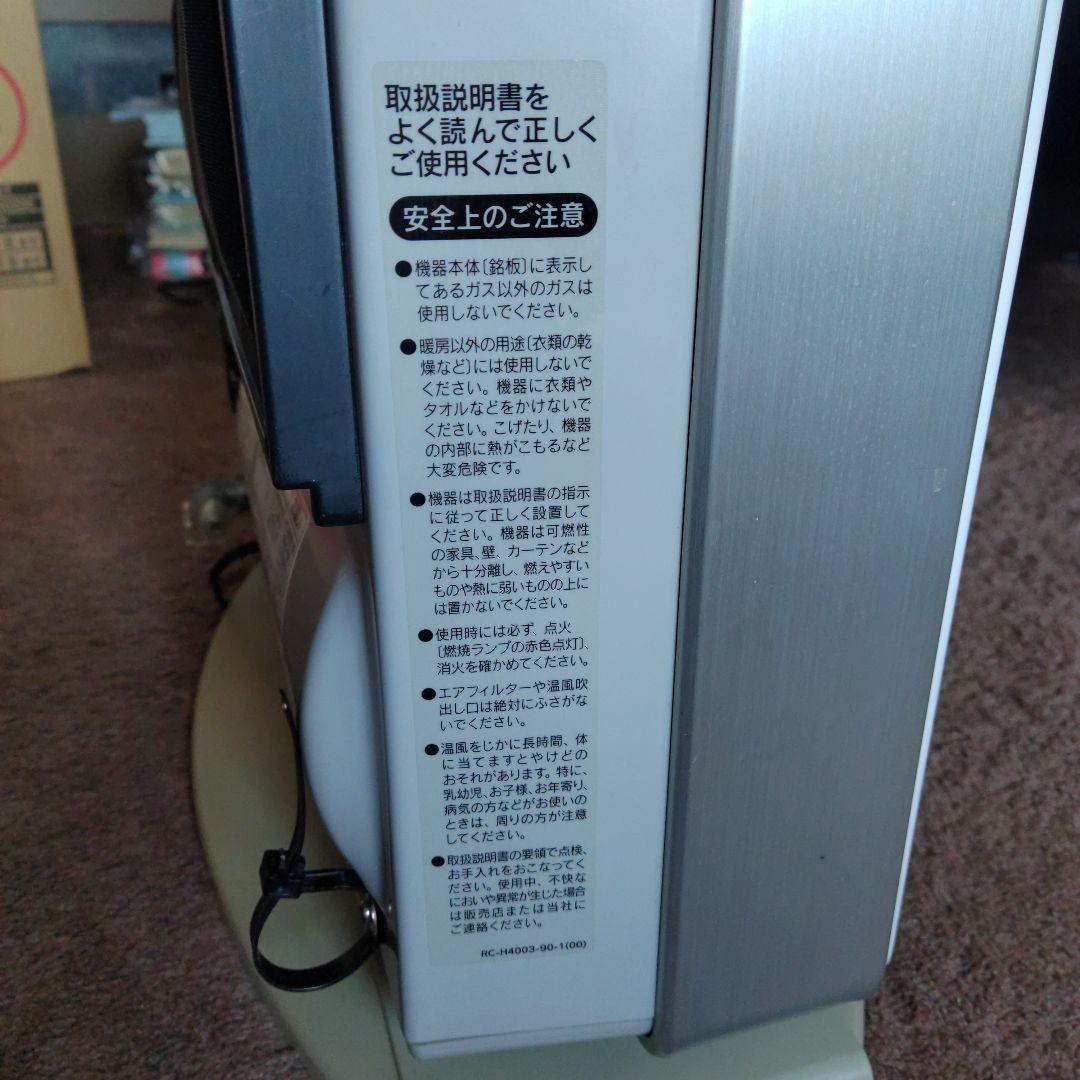 取扱説明書を
よく読んで正しく
ご使用ください
安全上のご注意
●機器本体〔銘板〕に表示し
てあるガス以外のガスは
使用しないでください。
●暖房以外の用途〔衣類の乾
燥など〕には使用しないで
ください。機器に衣類や
タオルなどをかけないで
ください。こげたり、機器
の内部に熱がこもるなど
大変危険です。
●機器は取扱説明書の指示
に従って正しく設置して
ください。機器は可燃性
の家具、壁、カーテンなど
から十分離し、燃えやすい
ものや熱に弱いものの上に
は置かないでください。
●使用時には必ず、点火
〔燃焼ランプの赤色点灯〕、
消火を確かめてください。
●エアフィルターや温風吹
出し口は絶対にふさがな
いでください。
●温風をじかに長時間、体
に当てますとやけどの
おそれがあります。特に、
乳幼児、お子様、お年寄り、
病気の方などがお使いの
ときは、周りの方が注意
してください。
●取扱説明書の要領で点検、
お手入れをおこなってく
ださい。使用中、不快な
においや異常が生じた場合
は販売店または当社に
ご連絡ください。
RC-H4003-90-1(00)